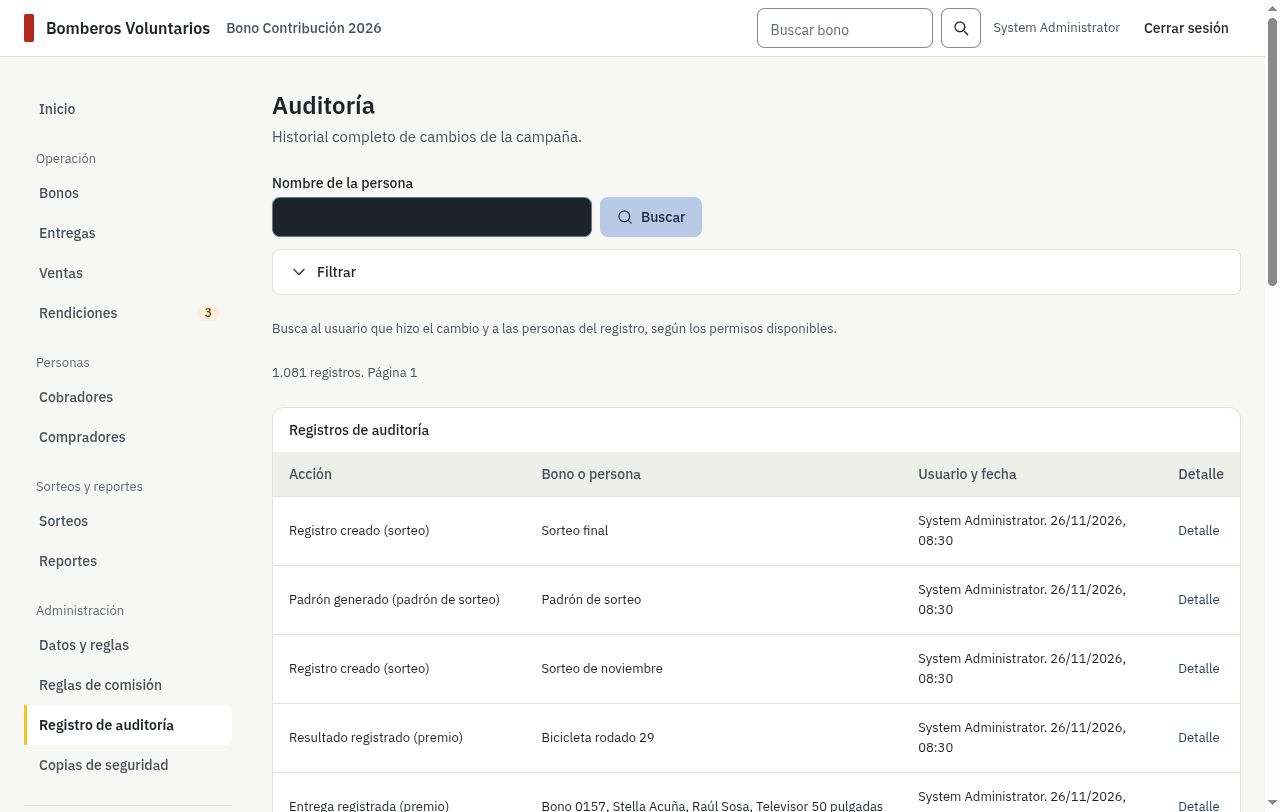 Bomberos Voluntarios
Bono Contribución 2026
Buscar bono
System Administrator
Cerrar sesión
Inicio
Operación
Bonos
Entregas
Ventas
Rendiciones 3
Personas
Cobradores
Compradores
Sorteos y reportes
Sorteos
Reportes
Administración
Datos y reglas
Reglas de comisión
Registro de auditoría
Copias de seguridad
Auditoría
Historial completo de cambios de la campaña.
Nombre de la persona
Buscar
Filtrar
Busca al usuario que hizo el cambio y a las personas del registro, según los permisos disponibles.
1.081 registros. Página 1
Registros de auditoría
Acción Bono o persona Usuario y fecha Detalle
Registro creado (sorteo) Sorteo final System Administrator. 26/11/2026, 08:30 Detalle
Padrón generado (padrón de sorteo) Padrón de sorteo System Administrator. 26/11/2026, 08:30 Detalle
Registro creado (sorteo) Sorteo de noviembre System Administrator. 26/11/2026, 08:30 Detalle
Resultado registrado (premio) Bicicleta rodado 29 System Administrator. 26/11/2026, 08:30 Detalle
Entrega registrada (premio) Bono 0157, Stella Acuña, Raúl Sosa, Televisor 50 pulgadas System Administrator. 26/11/2026, Detalle